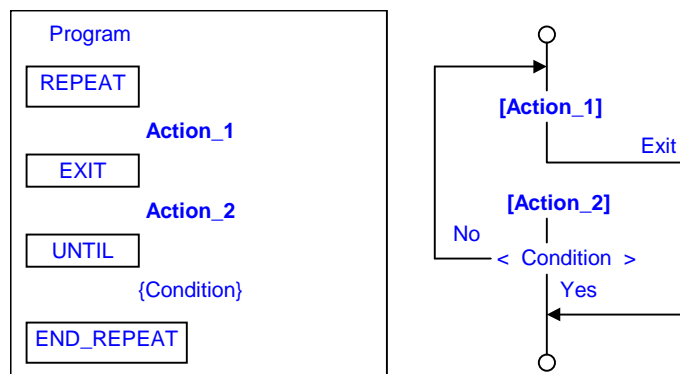 Program
REPEAT
Action_1
EXIT
Action_2
UNTIL
{Condition}
END_REPEAT
[Action_1]
Exit
[Action_2]
No
< Condition >
Yes